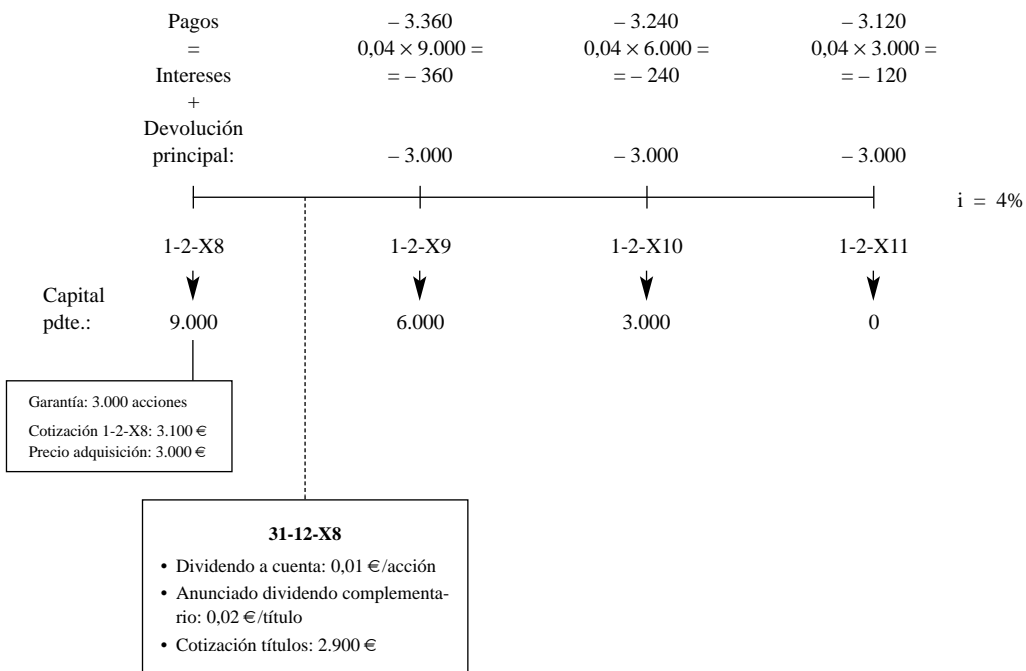 Pagos – 3.360 – 3.240 – 3.120
= 0,04 × 9.000 = 0,04 × 6.000 = 0,04 × 3.000 =
Intereses = – 360 = – 240 = – 120
+
Devolución
principal: – 3.000 – 3.000 – 3.000
i = 4%
1-2-X8 1-2-X9 1-2-X10 1-2-X11
Capital
pdte.: 9.000 6.000 3.000 0
Garantía: 3.000 acciones
Cotización 1-2-X8: 3.100 €
Precio adquisición: 3.000 €
31-12-X8
• Dividendo a cuenta: 0,01 €/acción
• Anunciado dividendo complementa-
rio: 0,02 €/título
• Cotización títulos: 2.900 €